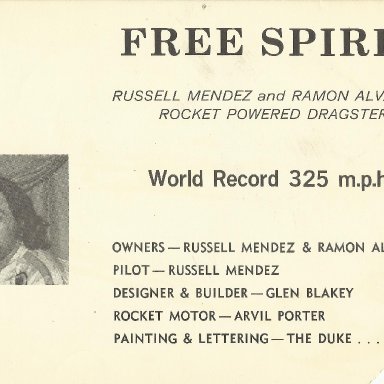 FREE SPIRI
RUSSELL MENDEZ and RAMON ALVA
ROCKET POWERED DRAGSTER
World Record 325 m.p.h
OWNERS — RUSSELL MENDEZ & RAMON AL
PILOT — RUSSELL MENDEZ
DESIGNER & BUILDER — GLEN BLAKEY
ROCKET MOTOR — ARVIL PORTER
PAINTING & LETTERING — THE DUKE . . .